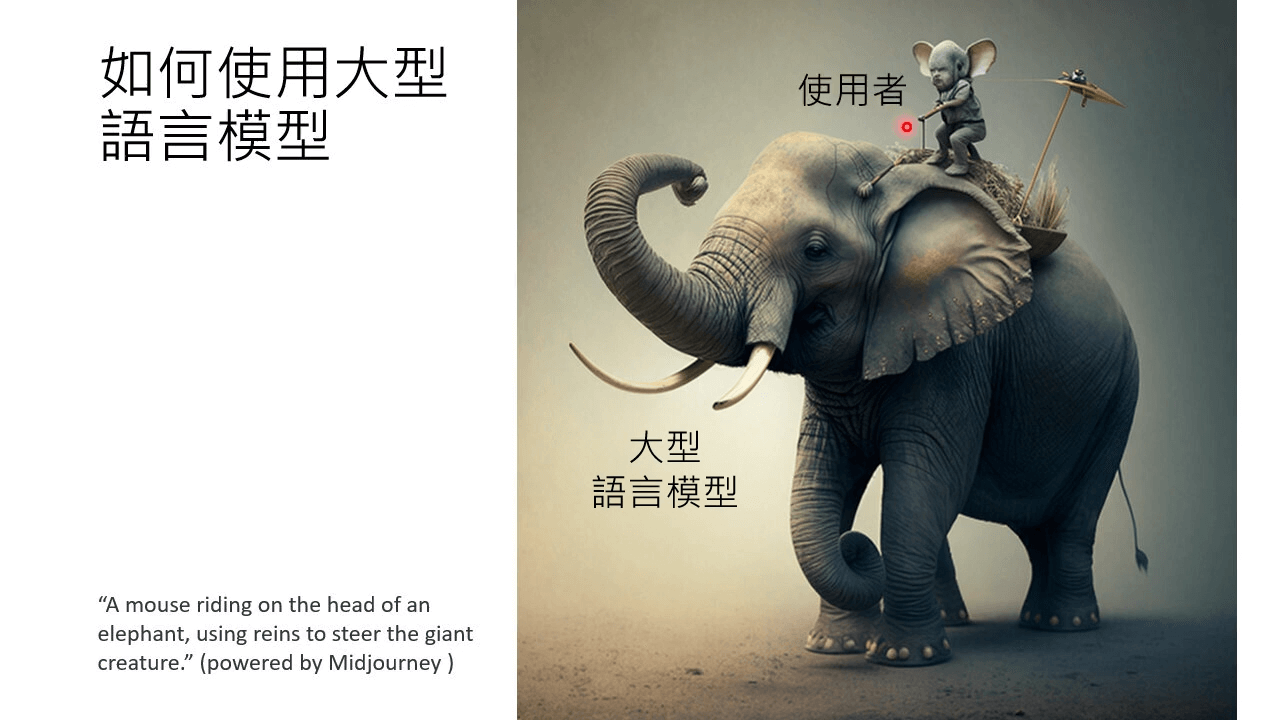 如何使用大型
語言模型
使用者
大型
語言模型
“A mouse riding on the head of an
elephant, using reins to steer the giant
creature.” (powered by Midjourney )